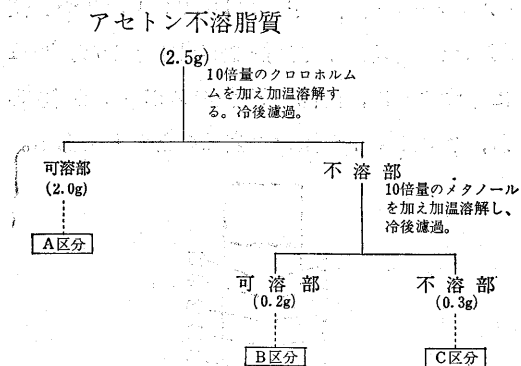 アセトン不溶脂質
(2.5g)
10倍量のクロロホルム
ムを加え加温溶解す
る。冷後濾過。
可溶部
(2.0g)
A区分
不溶部
10倍量のメタノール
を加え加温溶解し、
冷後濾過。
可溶部
(0.2g)
B区分
不溶部
(0.3g)
C区分